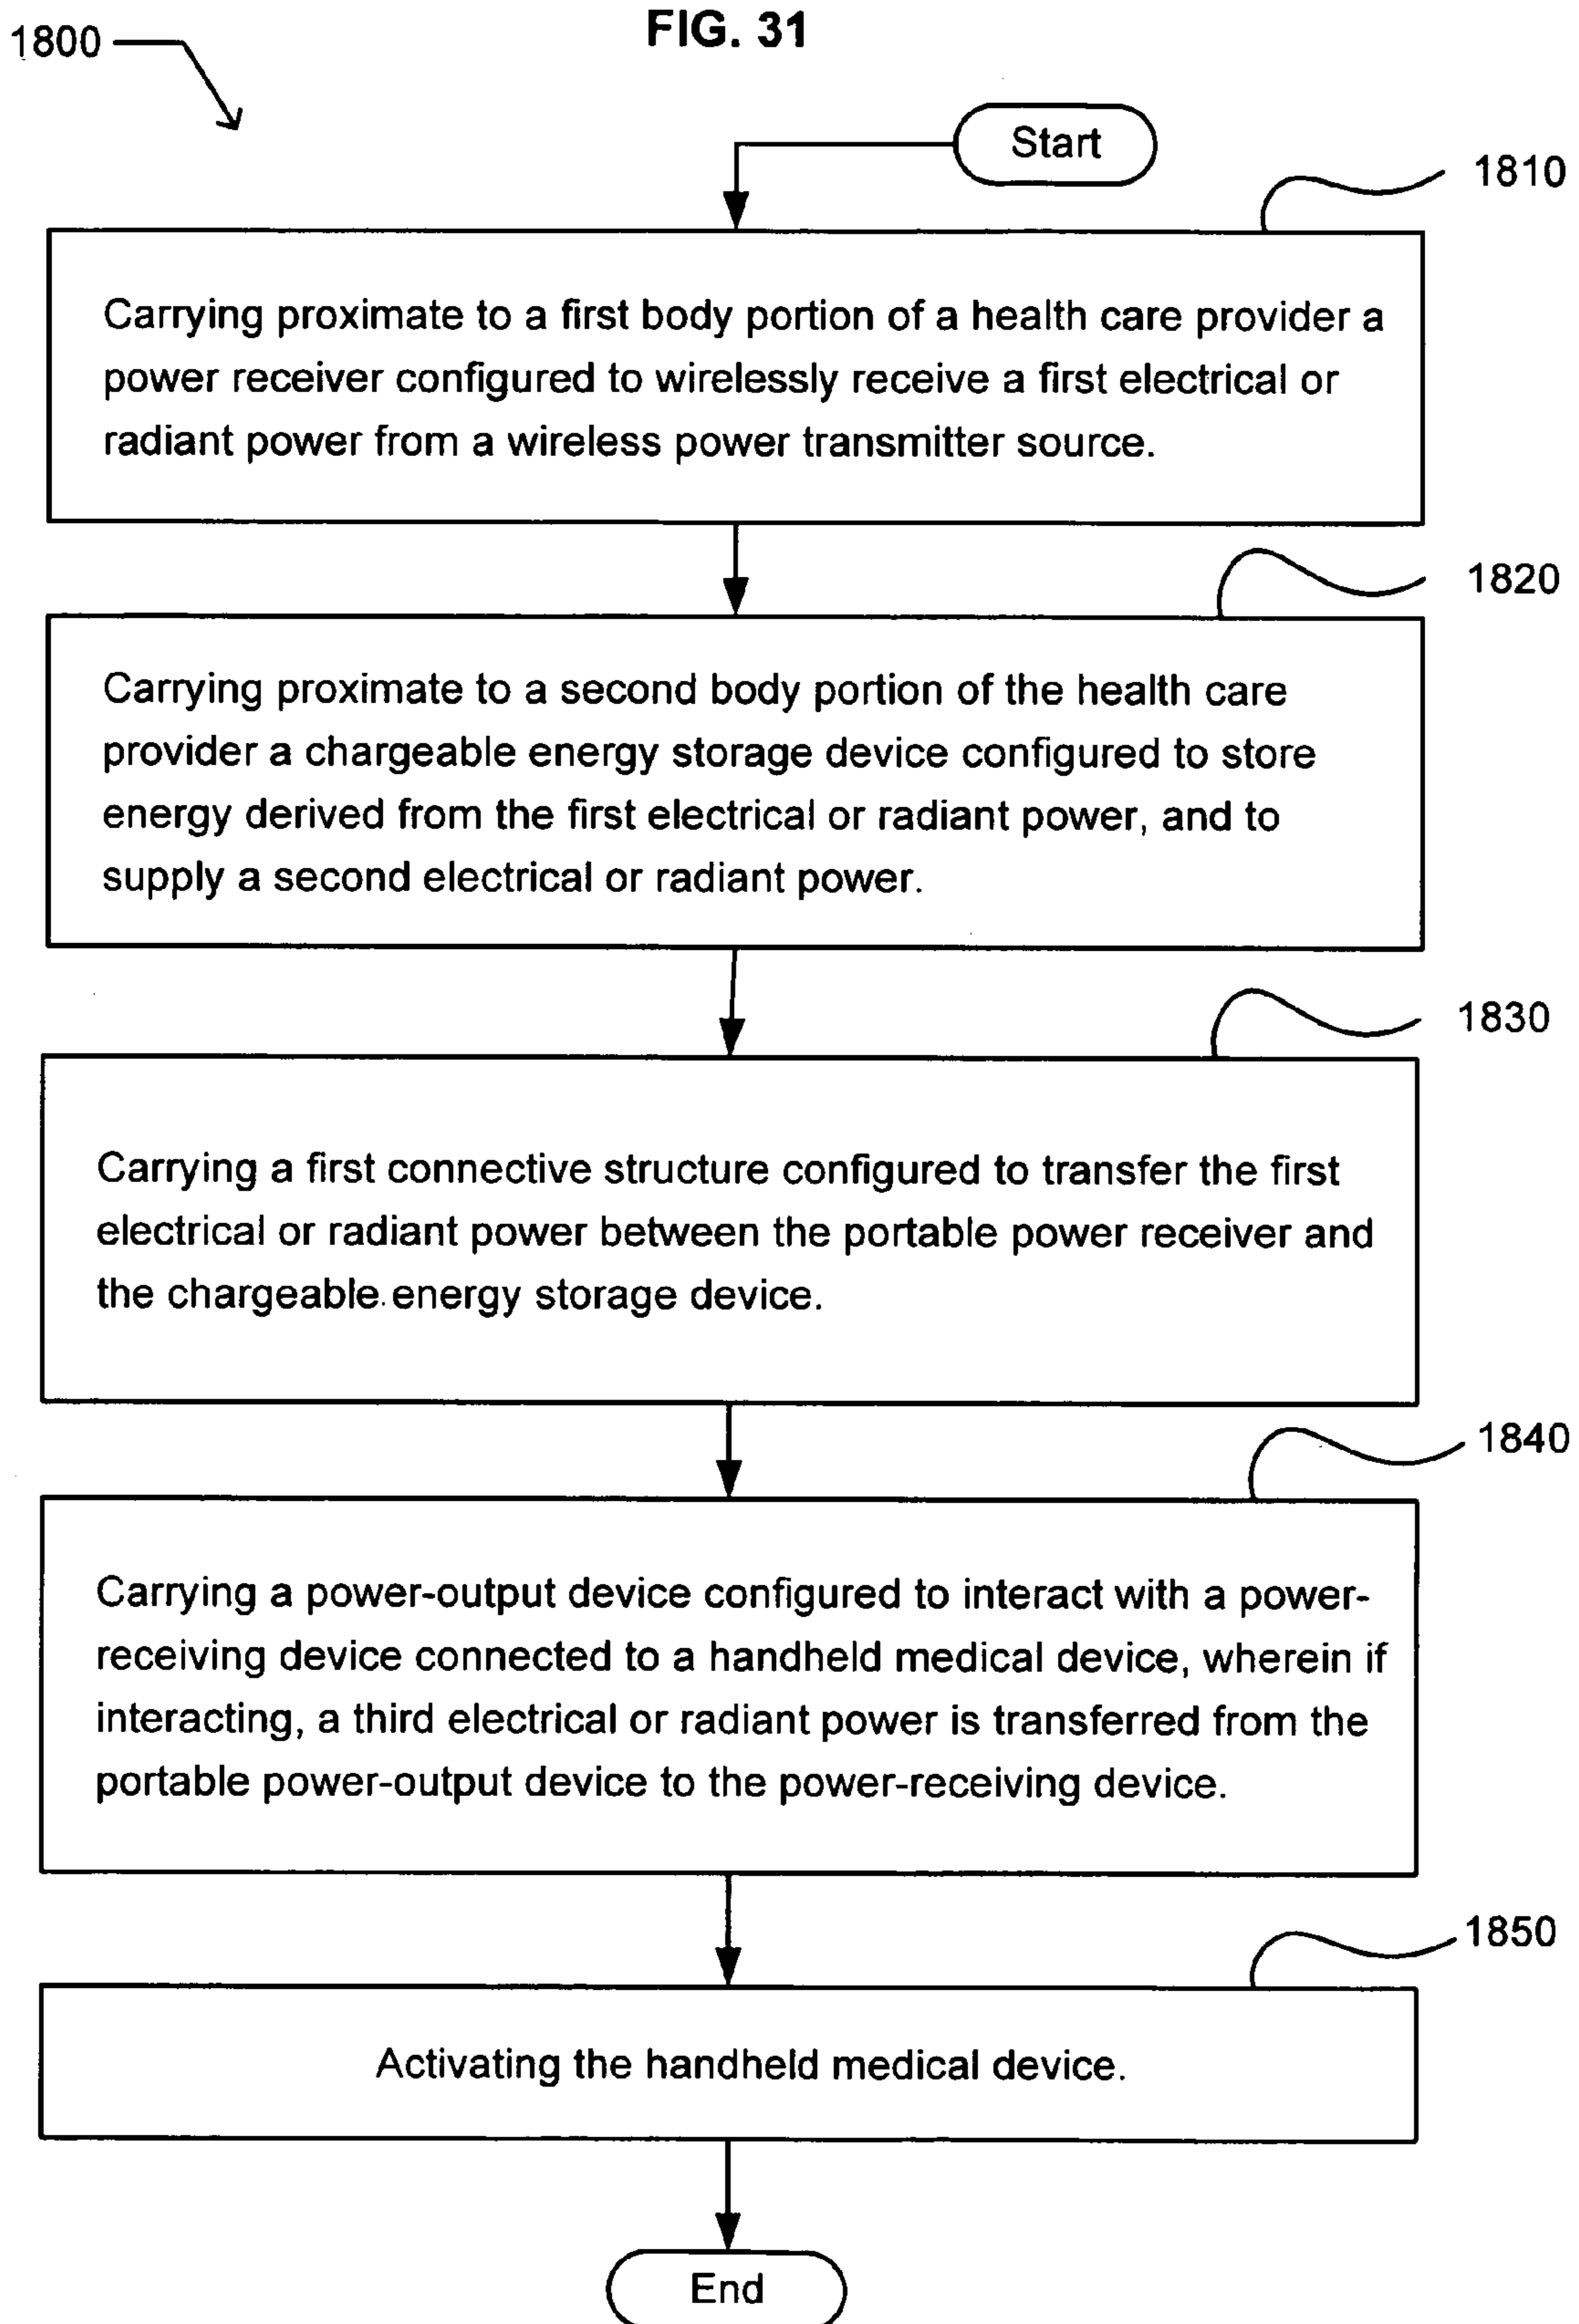 FIG. 31
1800
Start
1810
Carrying proximate to a first body portion of a health care provider a
power receiver configured to wirelessly receive a first electrical or
radiant power from a wireless power transmitter source.
1820
Carrying proximate to a second body portion of the health care
provider a chargeable energy storage device configured to store
energy derived from the first electrical or radiant power, and to
supply a second electrical or radiant power.
1830
Carrying a first connective structure configured to transfer the first
electrical or radiant power between the portable power receiver and
the chargeable energy storage device.
1840
Carrying a power-output device configured to interact with a power-
receiving device connected to a handheld medical device, wherein if
interacting, a third electrical or radiant power is transferred from the
portable power-output device to the power-receiving device.
1850
Activating the handheld medical device.
End